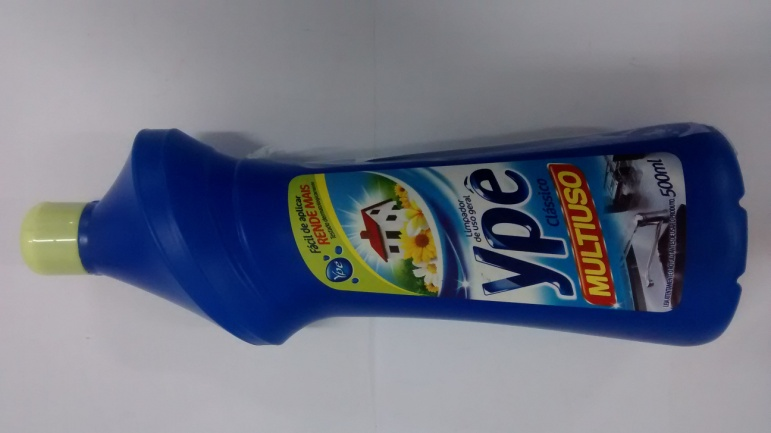 Fácil de aplicar
RENDE MAIS
Ypê
Limpador
de uso geral
Ypê
Clássico
MULTIUSO
500ml